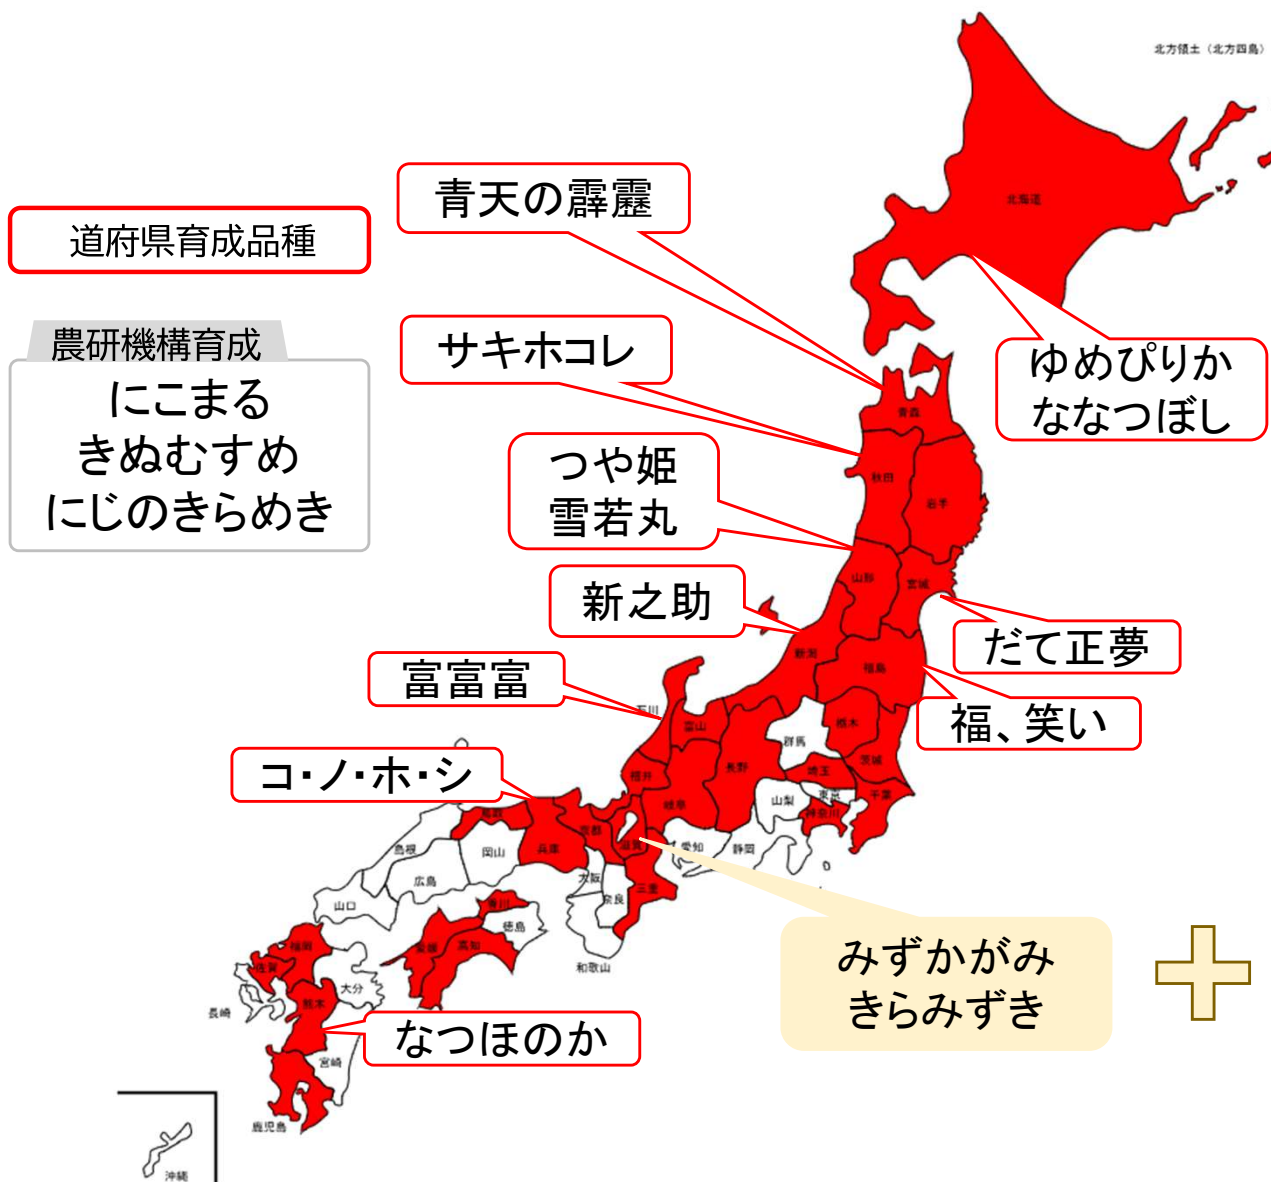 北方領土（北方四島）
青天の霹靂
道府県育成品種
北海道
サキホコレ
農研機構育成
にこまる
きぬむすめ
にじのきらめき
ゆめぴりか
ななつぼし
青森
つや姫
雪若丸
秋田
岩手
新之助
山形
宮城
だて正夢
富富富
新潟
福島
福、笑い
石川
富山
栃木
群馬
コ・ノ・ホ・シ
福井
長野
茨城
埼玉
岐阜
山梨
東京
千葉
神奈川
鳥取
京都
兵庫
滋賀
愛知
静岡
島根
岡山
広島
大阪
奈良
三重
山口
香川
徳島
和歌山
愛媛
高知
みずかがみ
きらみずき
福岡
佐賀
大分
長崎
熊本
なつほのか
宮崎
鹿児島
沖縄